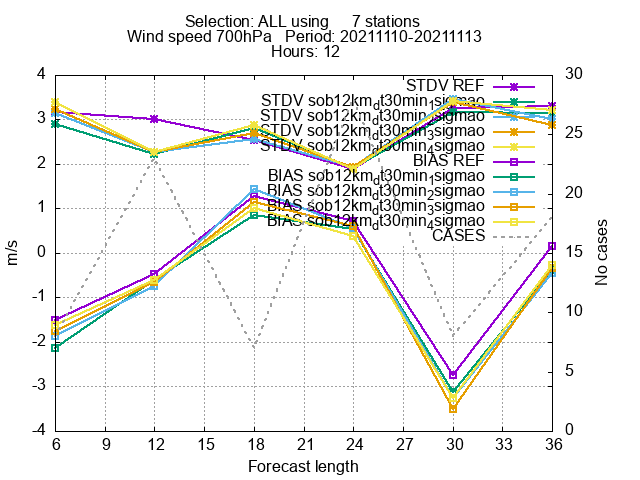 Selection: ALL using 7 stations
Wind speed 700hPa Period: 20211110-20211113
Hours: 12
STDV REF
STDV sob12km_dt30min_1sigmao
STDV sob12km_dt30min_2sigmao
STDV sob12km_dt30min_3sigmao
STDV sob12km_dt30min_4sigmao
BIAS REF
BIAS sob12km_dt30min_1sigmao
BIAS sob12km_dt30min_2sigmao
BIAS sob12km_dt30min_3sigmao
BIAS sob12km_dt30min_4sigmao
CASES
4
3
2
1
0
-1
-2
-3
-4
m/s
30
25
20
15
10
5
0
No cases
6 9 12 15 18 21 24 27 30 33 36
Forecast length